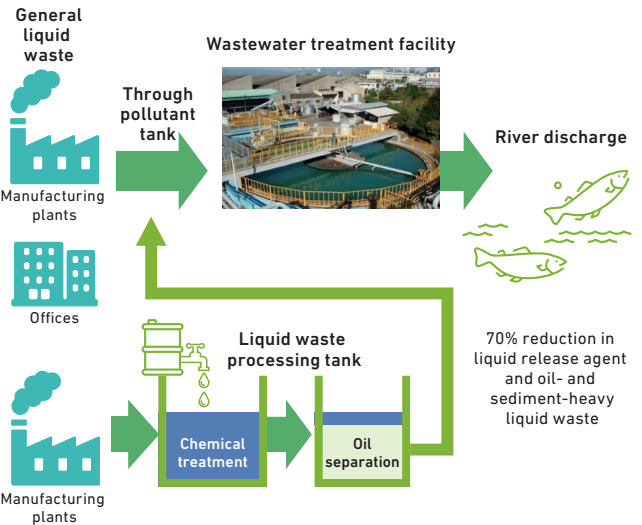 General
liquid
waste
Manufacturing
plants
Offices
Through
pollutant
tank
Wastewater treatment facility
River discharge
Manufacturing
plants
Liquid waste
processing tank
Chemical
treatment
Oil
separation
70% reduction in
liquid release agent
and oil- and
sediment-heavy
liquid waste